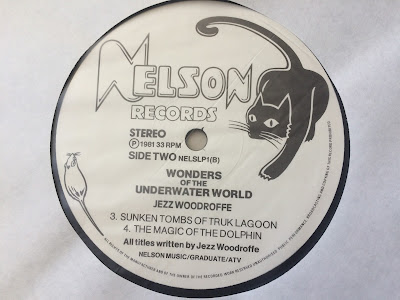 NELSON
RECORDS
STEREO
Ⓟ 1981 33 RPM
SIDE TWO NELSLP1(B)
WONDERS
OF THE
UNDERWATER WORLD
JEZZ WOODROFFE
3. SUNKEN TOMBS OF TRUK LAGOON
4. THE MAGIC OF THE DOLPHIN
All titles written by Jezz Woodroffe
NELSON MUSIC/GRADUATE/ATV